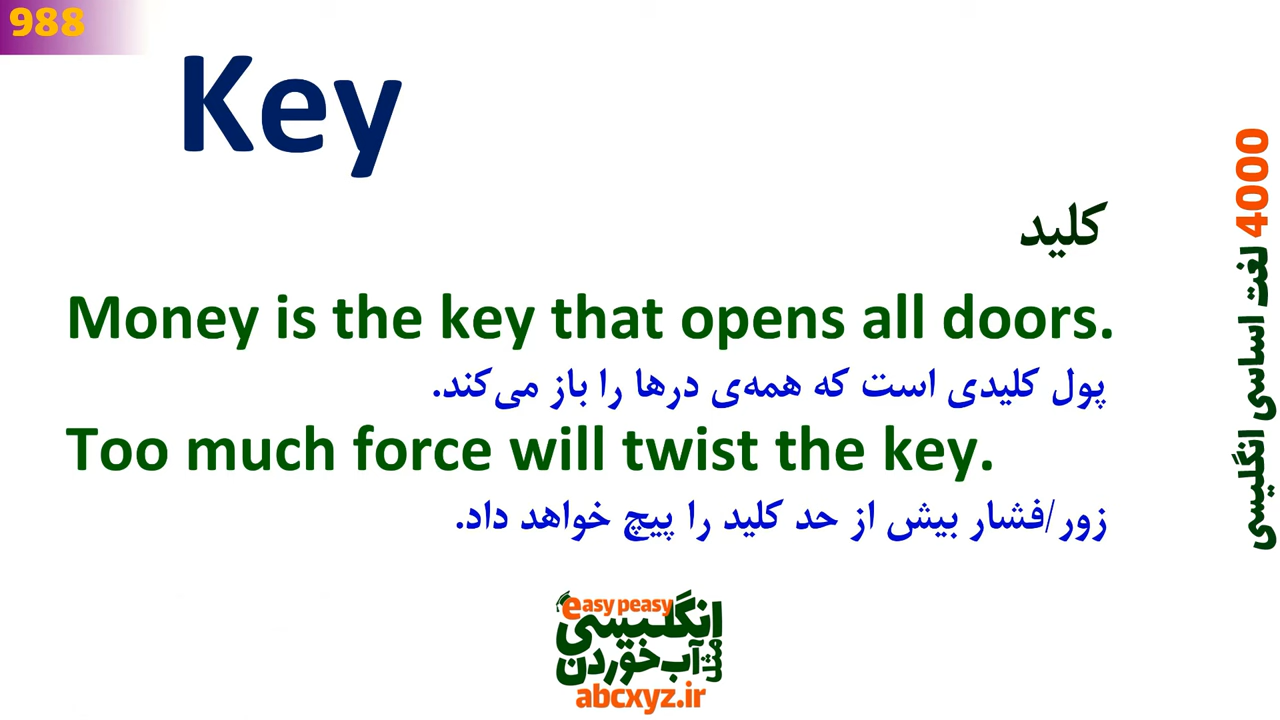 988
Key
کلید
Money is the key that opens all doors.
پول کلیدی است که همه‌ی درها را باز می‌کند.
Too much force will twist the key.
زور/فشار بیش از حد کلید را پیچ خواهد داد.
4000 لغت اساسی انگلیسی
easy peasy
انگلیسی
مثل آب خوردن
abcxyz.ir